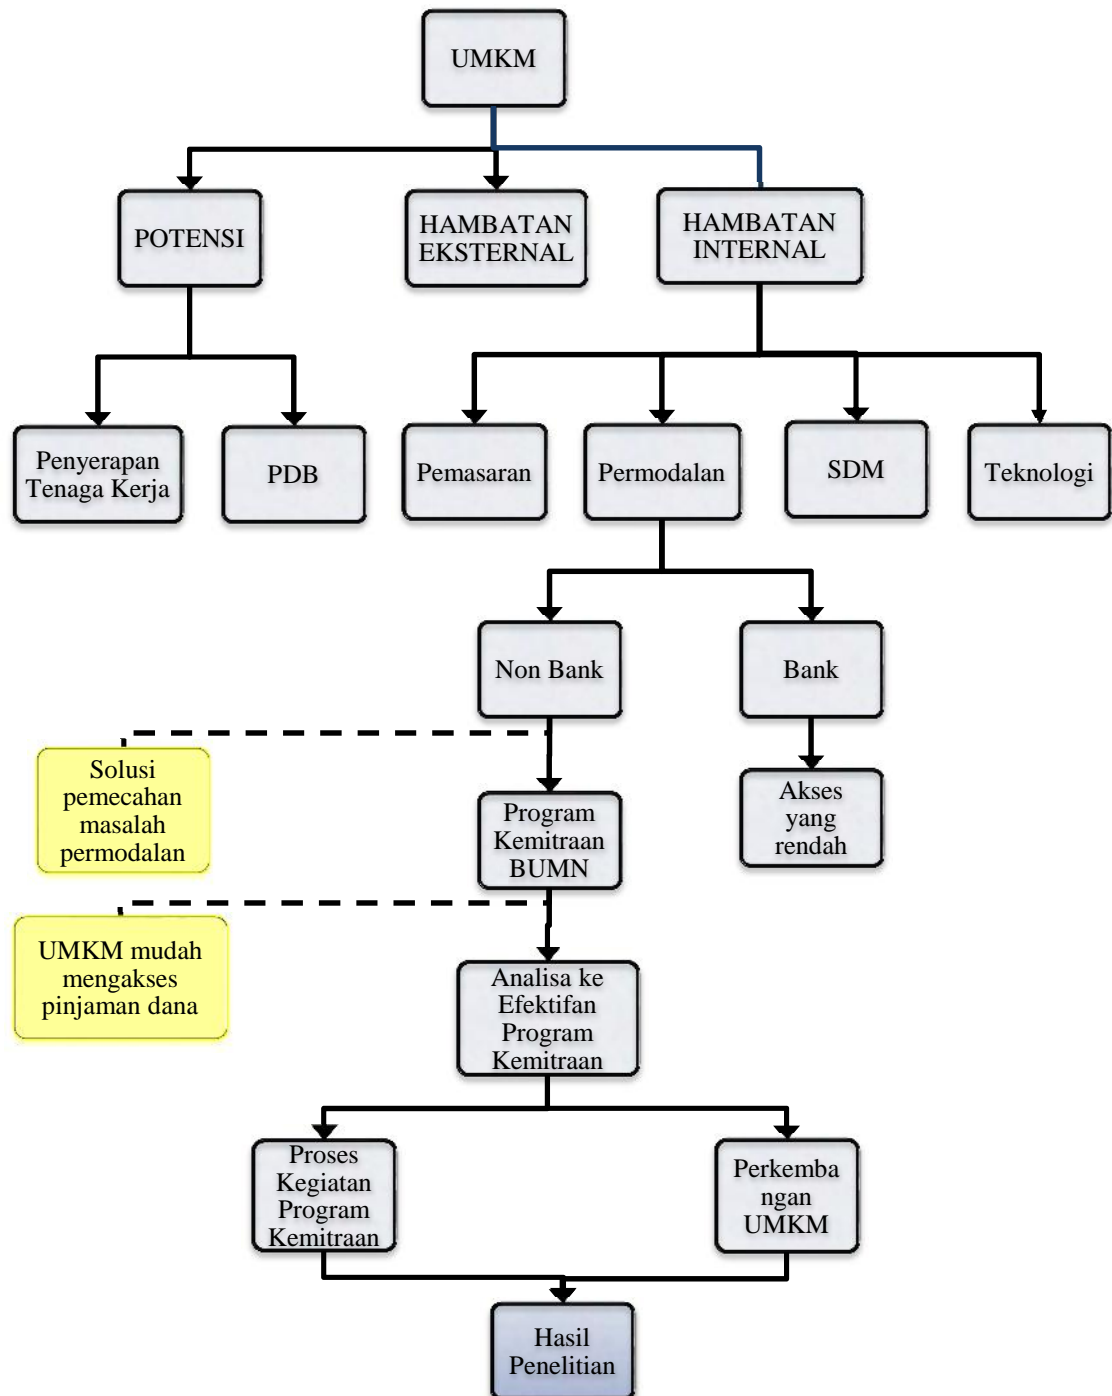 UMKM
POTENSI
HAMBATAN
EKSTERNAL
HAMBATAN
INTERNAL
Penyerapan
Tenaga Kerja
PDB
Pemasaran
Permodalan
SDM
Teknologi
Non Bank
Bank
Solusi
pemecahan
masalah
permodalan
Program
Kemitraan
BUMN
Akses
yang
rendah
UMKM mudah
mengakses
pinjaman dana
Analisa ke
Efektifan
Program
Kemitraan
Proses
Kegiatan
Program
Kemitraan
Perkemba
ngan
UMKM
Hasil
Penelitian